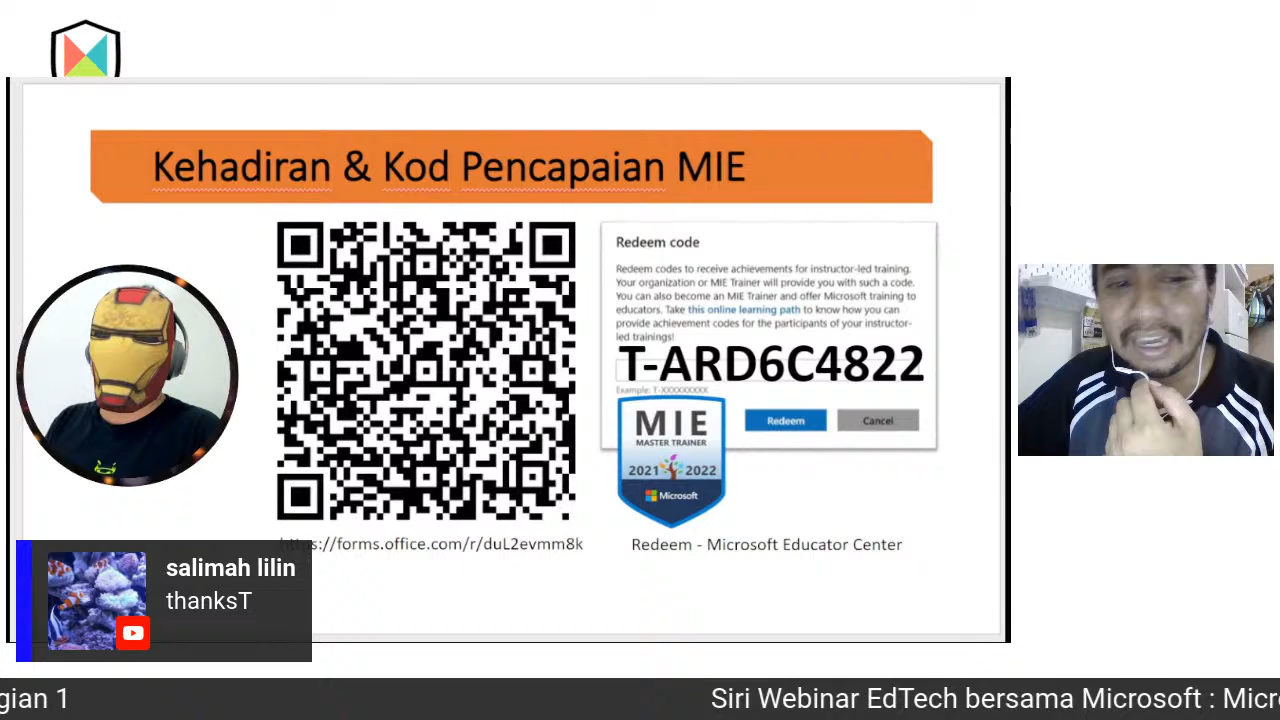 Kehadiran & Kod Pencapaian MIE
Redeem code
Redeem codes to receive achievements for instructor-led training.
Your organization or MIE Trainer will provide you with such a code.
You can also become an MIE Trainer and offer Microsoft training to
educators. Take this online learning path to know how you can
provide achievement codes for the participants of your instructor-
led trainings!
T-ARD6C4822
Example: T-XXXXXXXXX
MIE
MASTER TRAINER
2021 2022
Microsoft
Redeem
Cancel
https://forms.office.com/r/duL2evmm8k
Redeem - Microsoft Educator Center
salimah lilin
thanksT
gian 1
Siri Webinar EdTech bersama Microsoft : Micr